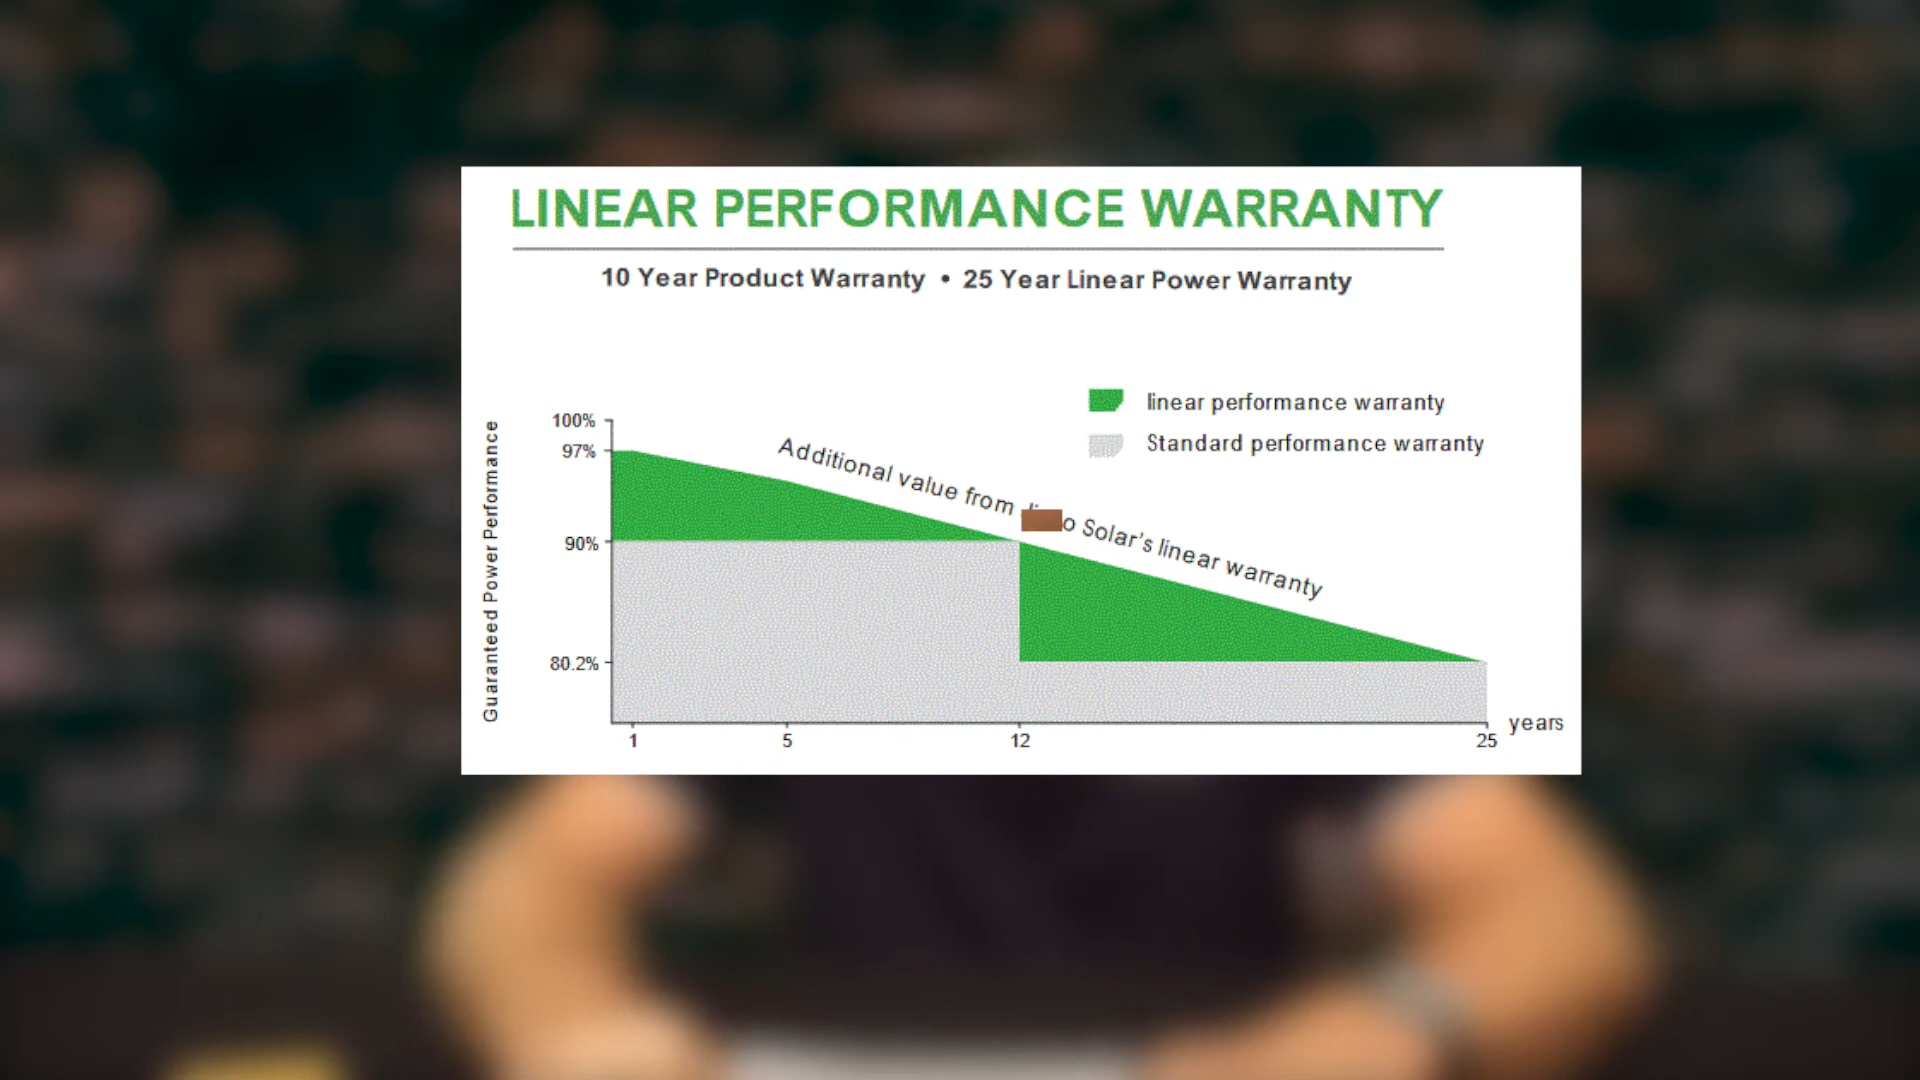 LINEAR PERFORMANCE WARRANTY
10 Year Product Warranty • 25 Year Linear Power Warranty
linear performance warranty
Standard performance warranty
Guaranteed Power Performance
100%
97%
90%
80.2%
Additional value from Solar's linear warranty
1 5 12 25 years